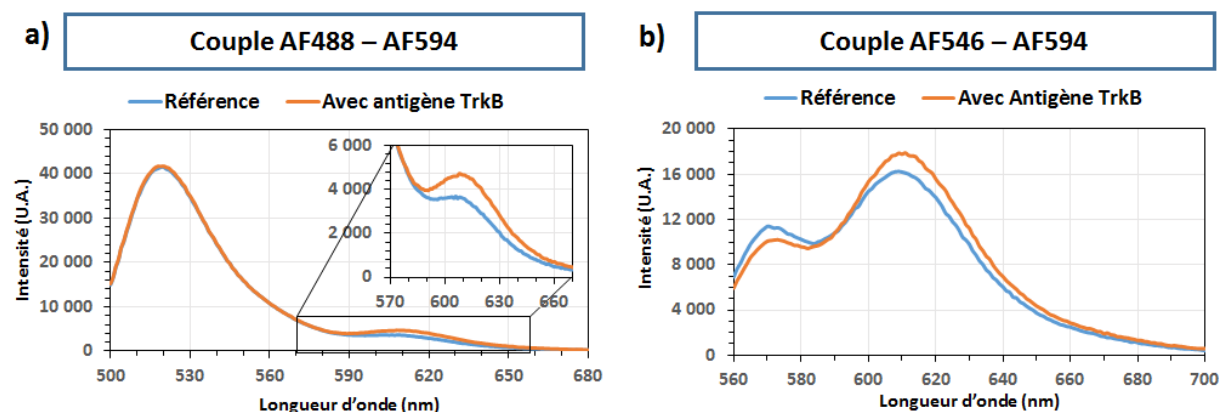 a)
Couple AF488 – AF594
Référence
Avec antigène TrkB
Intensité (U.A.)
50 000
40 000
30 000
20 000
10 000
0
6 000
4 000
2 000
0
570
600
630
660
500
530
560
590
620
650
680
Longueur d'onde (nm)
b)
Couple AF546 – AF594
Référence
Avec Antigène TrkB
Intensité (U.A.)
20 000
16 000
12 000
8 000
4 000
0
560
580
600
620
640
660
680
700
Longueur d'onde (nm)